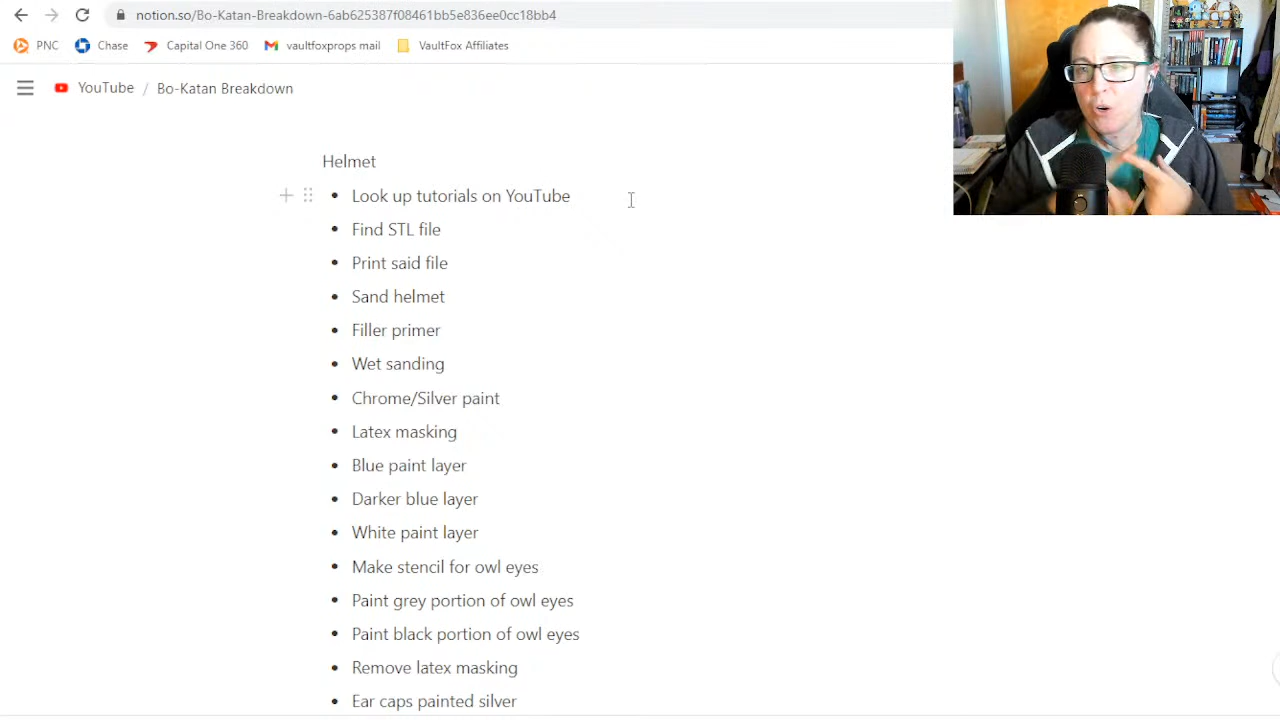 notion.so/Bo-Katan-Breakdown-6ab625387f08461bb5e836ee0cc18bb4
PNC Chase Capital One 360 vaultfoxprops mail VaultFox Affiliates
YouTube / Bo-Katan Breakdown
Helmet
• Look up tutorials on YouTube
• Find STL file
• Print said file
• Sand helmet
• Filler primer
• Wet sanding
• Chrome/Silver paint
• Latex masking
• Blue paint layer
• Darker blue layer
• White paint layer
• Make stencil for owl eyes
• Paint grey portion of owl eyes
• Paint black portion of owl eyes
• Remove latex masking
• Ear caps painted silver